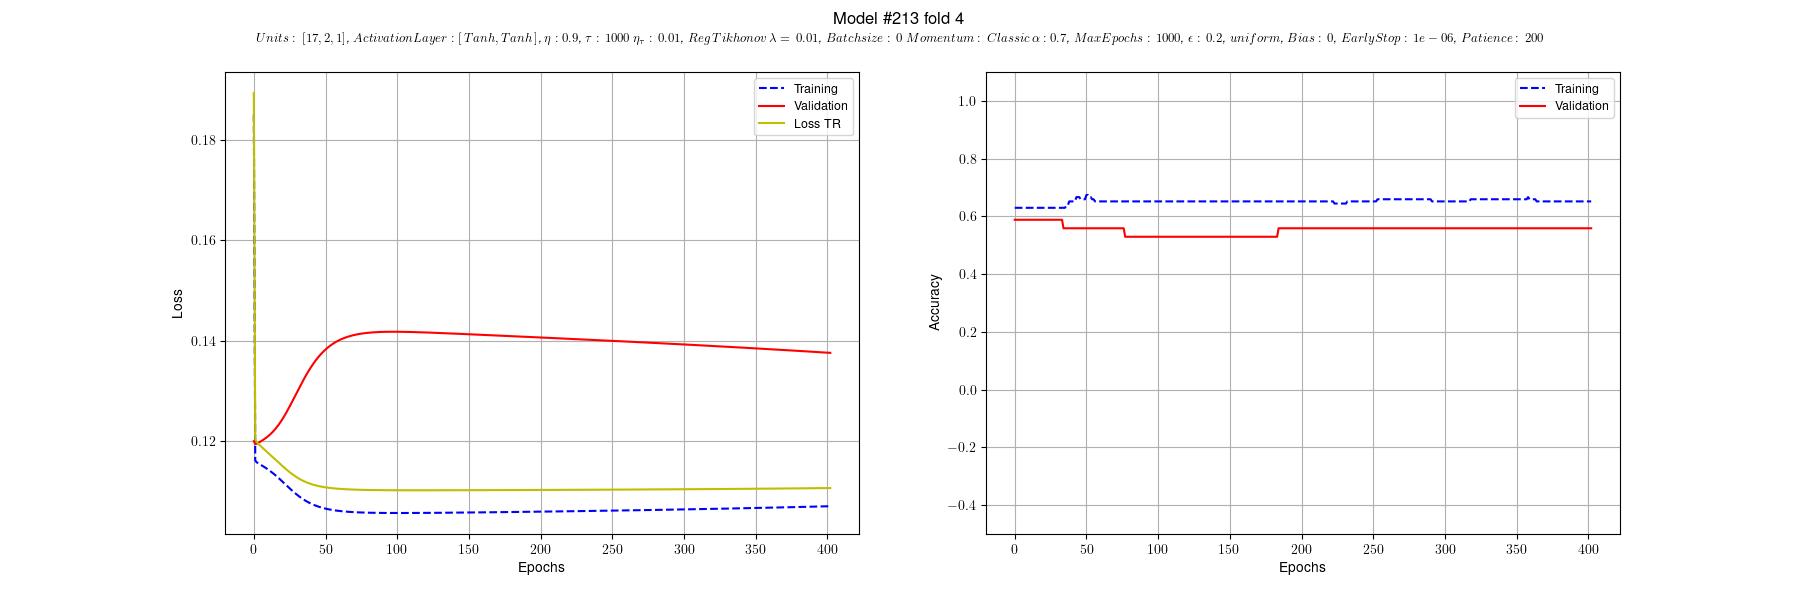 Model #213 fold 4
Units : [17, 2, 1], ActivationLayer : [Tanh, Tanh], η : 0.9, τ : 1000 ητ : 0.01, RegTikhonov λ = 0.01, Batchsize : 0 Momentum : Classic α : 0.7, MaxEpochs : 1000, ϵ : 0.2, uniform, Bias : 0, EarlyStop : 1e − 06, Patience : 200
Training
Validation
Loss TR
0.18
0.16
0.14
0.12
Loss
0 50 100 150 200 250 300 350 400
Epochs
Training
Validation
1.0
0.8
0.6
0.4
0.2
0.0
−0.2
−0.4
Accuracy
0 50 100 150 200 250 300 350 400
Epochs